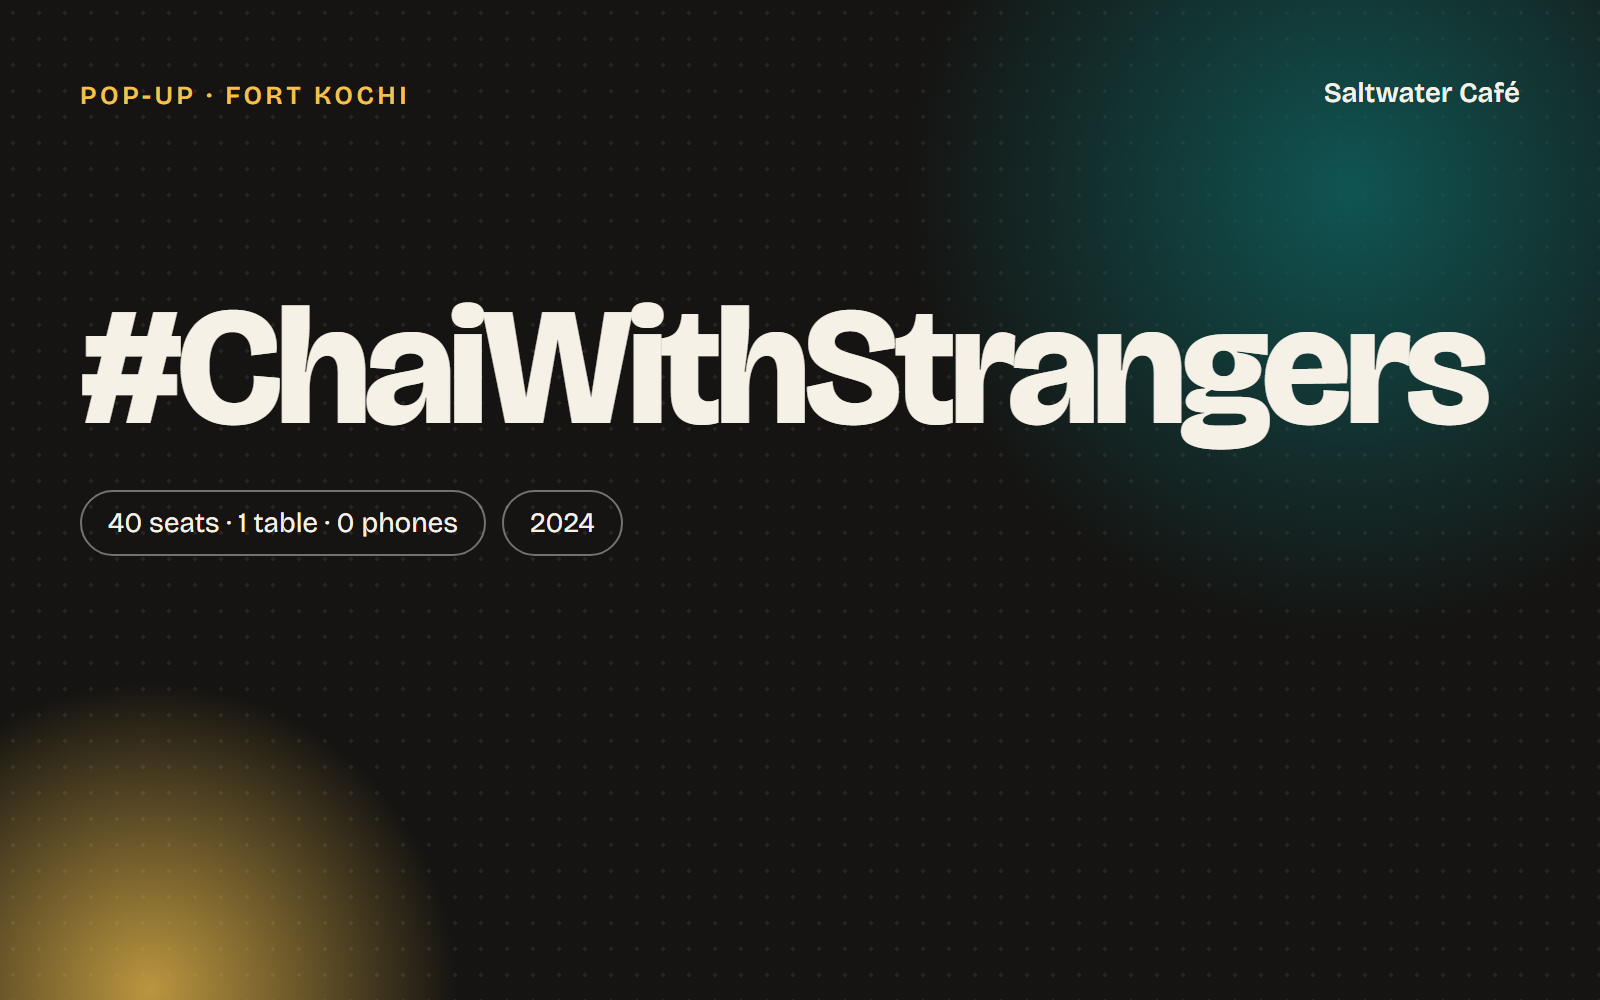 POP-UP · FORT KOCHI
Saltwater Café
#ChaiWithStrangers
40 seats · 1 table · 0 phones
2024